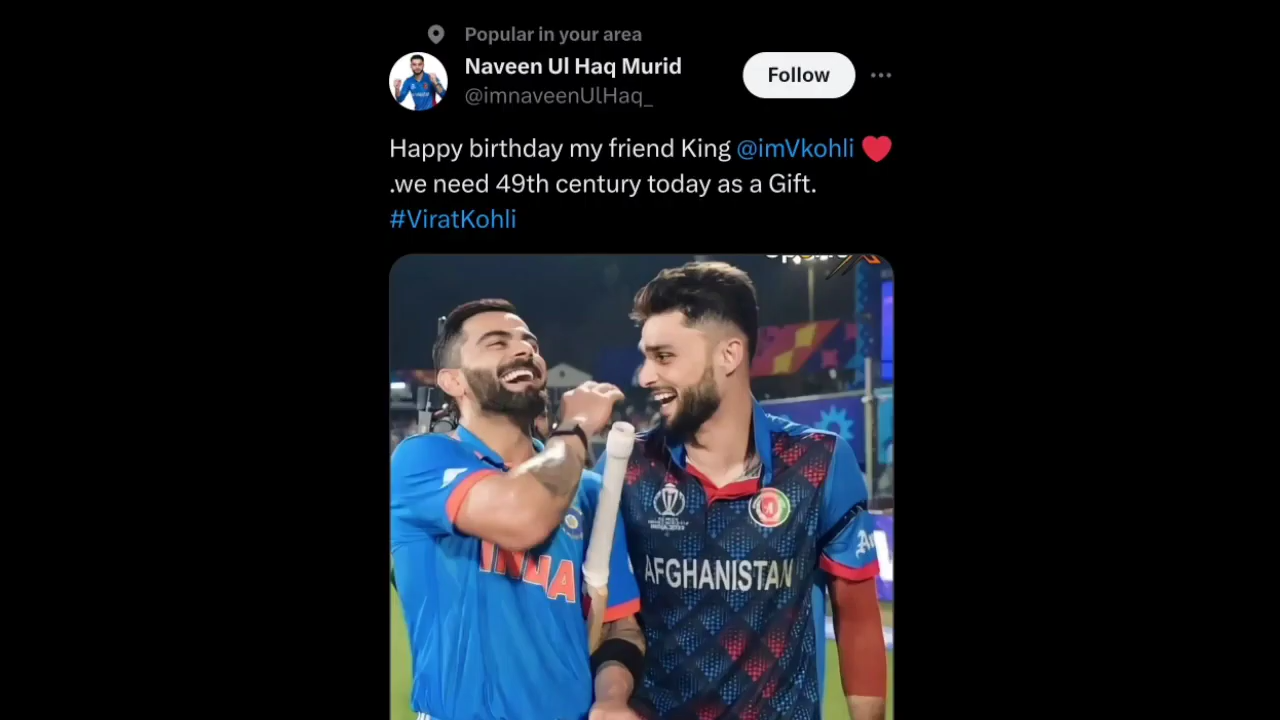 Popular in your area
Naveen Ul Haq Murid
Follow
@imnaveenUlHaq_
Happy birthday my friend King @imVkohli ❤️
.we need 49th century today as a Gift.
#ViratKohli
INDIA
AFGHANISTAN